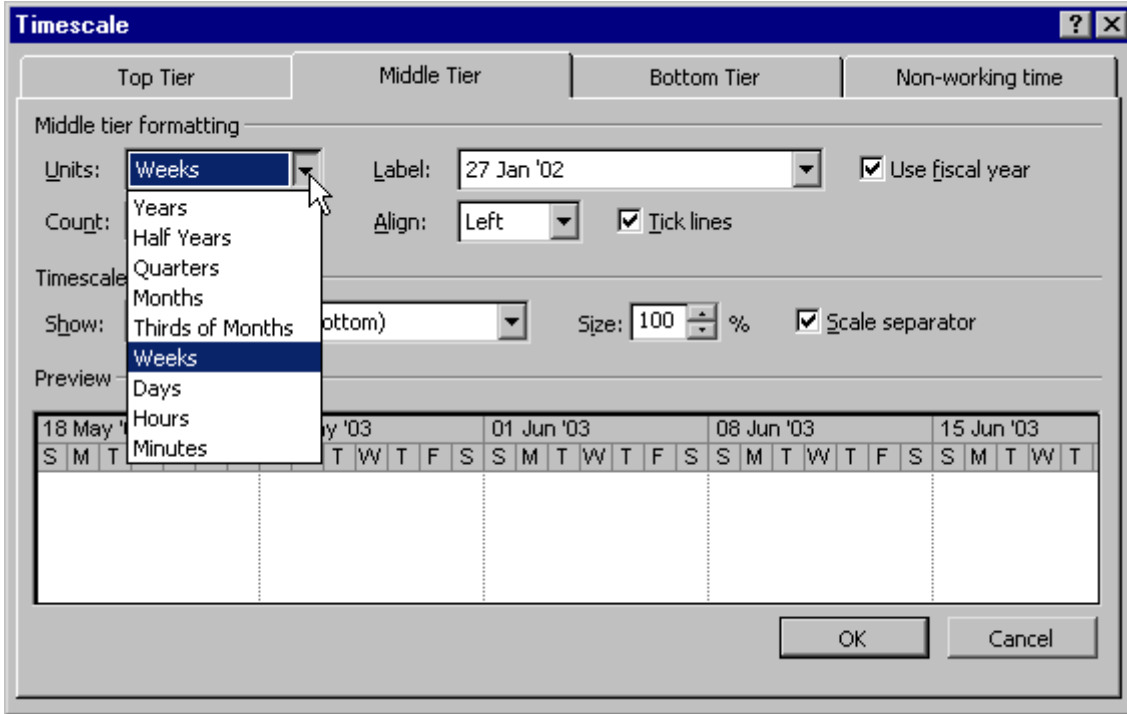 Timescale
Top Tier Middle Tier Bottom Tier Non-working time
Middle tier formatting
Units: Weeks Label: 27 Jan '02 Use fiscal year
Years
Count: Align: Left Tick lines
Half Years
Quarters
Timescale
Months
Show: ottom) Size: 100 % Scale separator
Thirds of Months
Weeks
Preview
Days
Hours
18 May '03 01 Jun '03 08 Jun '03 15 Jun '03
Minutes
S M T T W T F S S M T W T F S S M T W T F S S M T W T
OK Cancel